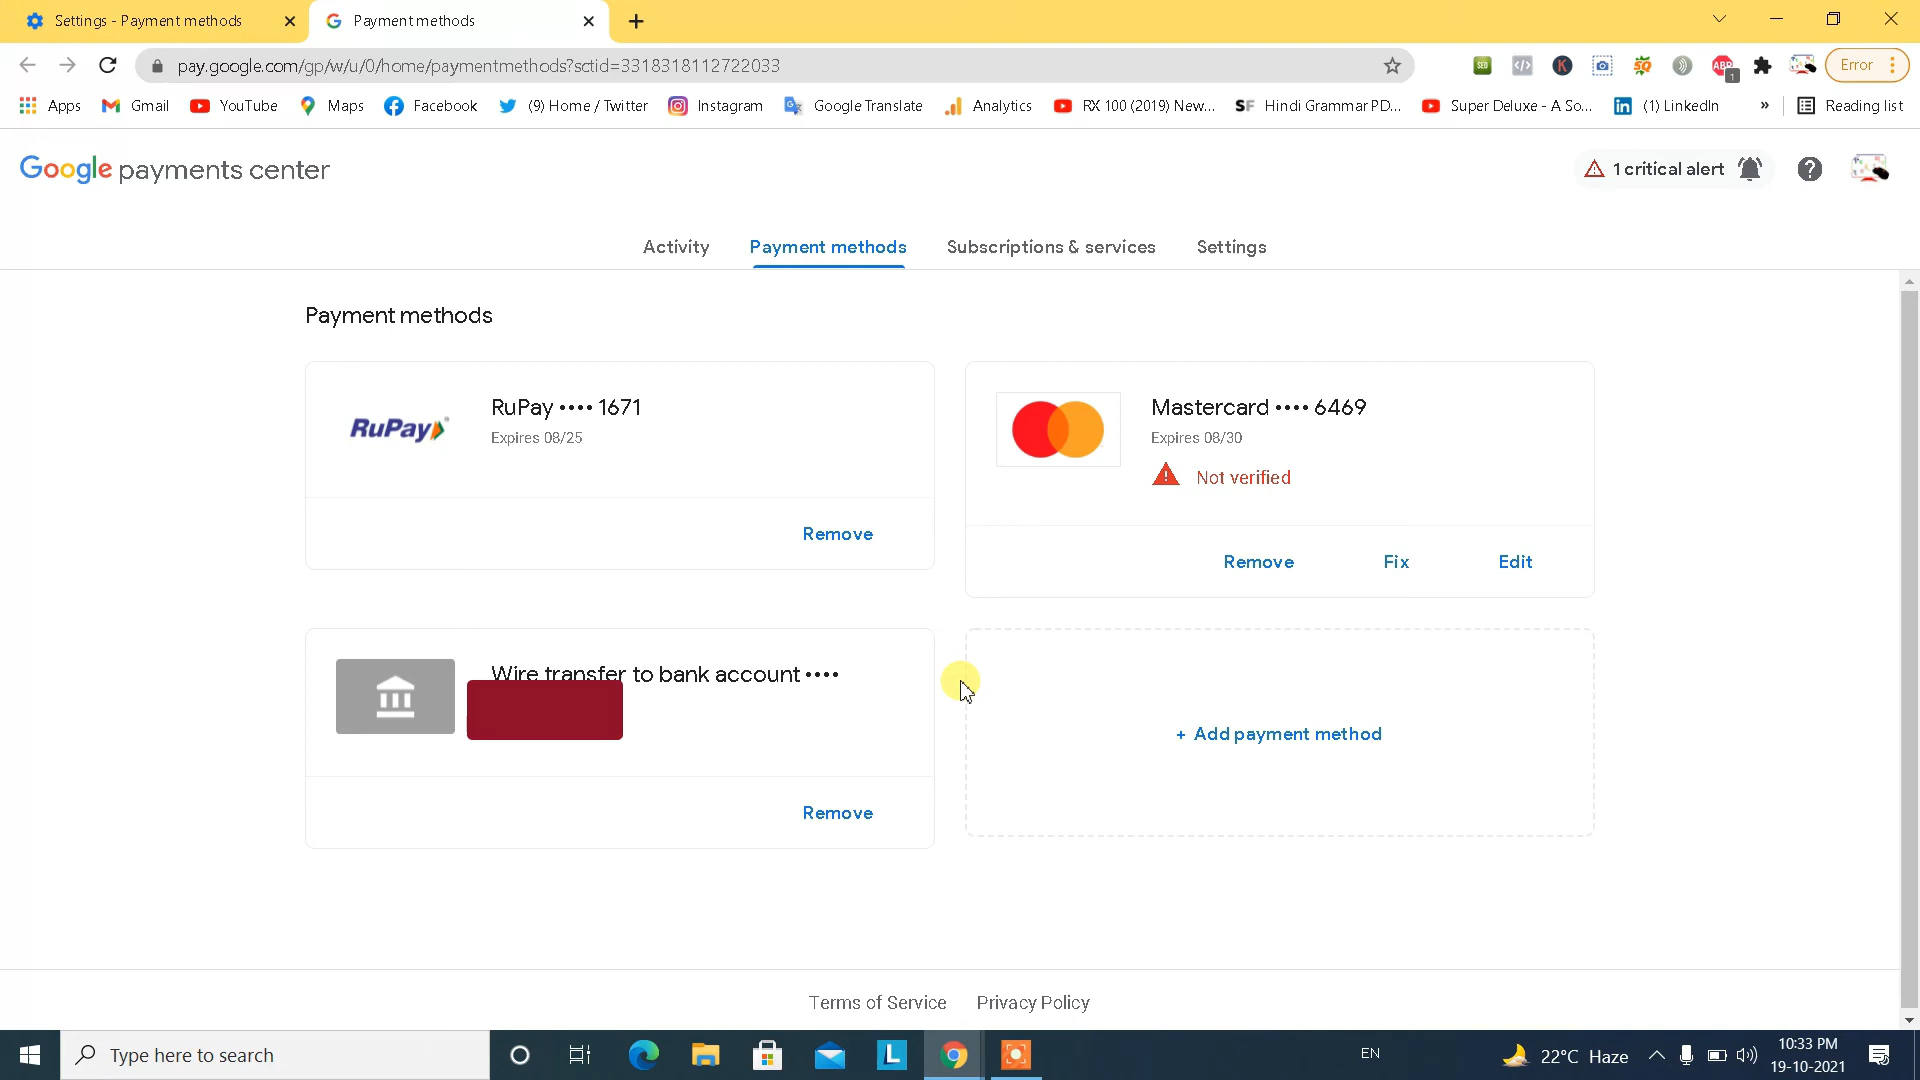 Settings - Payment methods
Payment methods
pay.google.com/gp/w/u/0/home/paymentmethods?sctid=3318318112722033
SEO
ABP
1
Error
Apps
Gmail
YouTube
Maps
Facebook
(9) Home / Twitter
Instagram
Google Translate
Analytics
RX 100 (2019) New...
SF Hindi Grammar PD...
Super Deluxe - A So...
(1) LinkedIn
»
Reading list
Google payments center
1 critical alert
Activity
Payment methods
Subscriptions & services
Settings
Payment methods
RuPay
RuPay •••• 1671
Expires 08/25
Remove
Mastercard •••• 6469
Expires 08/30
Not verified
Remove
Fix
Edit
Wire transfer to bank account ••••
Remove
+ Add payment method
Terms of Service
Privacy Policy
Type here to search
L
EN
22°C Haze
10:33 PM
19-10-2021